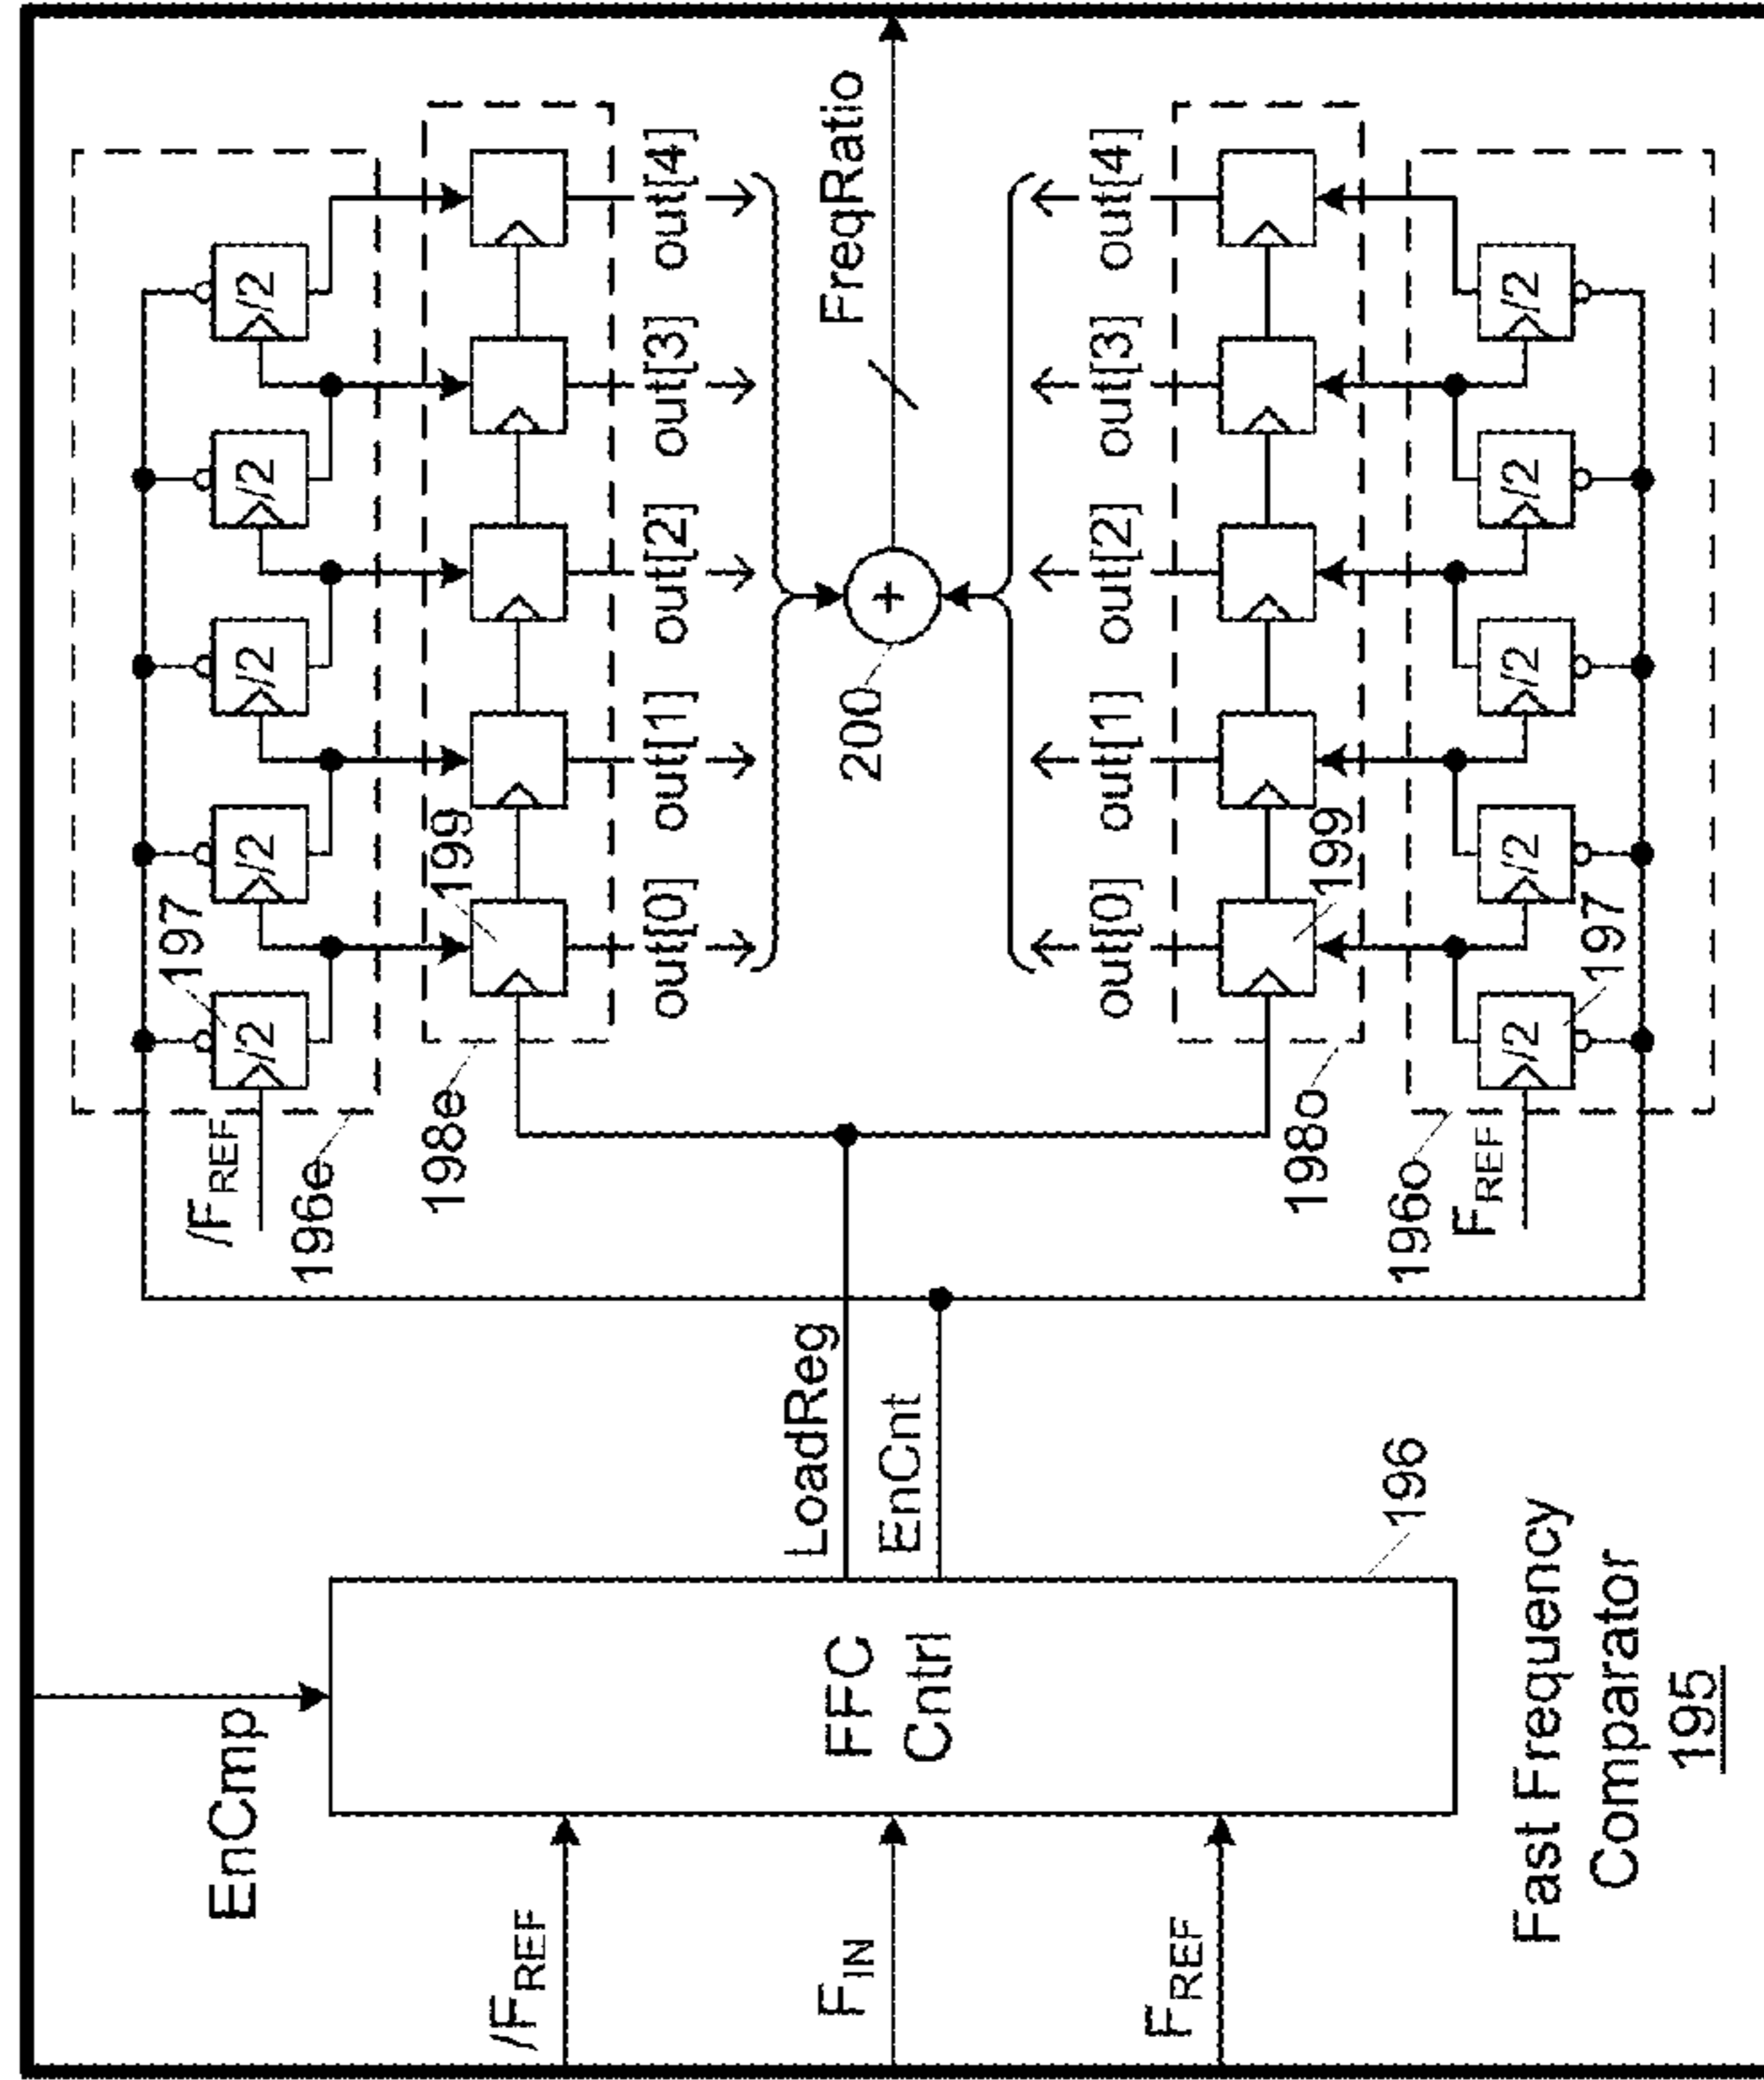 EnCmp
/FREF
FIN
FREF
FFC
Cntrl
196
Fast Frequency
Comparator
195
LoadReg
EnCnt
/FREF
196e
197
/2
/2
/2
/2
/2
198e
199
out[0]
out[1]
out[2]
out[3]
out[4]
200
+
FreqRatio
out[0]
out[1]
out[2]
out[3]
out[4]
198o
199
196o
FREF
/2
/2
/2
/2
/2
197